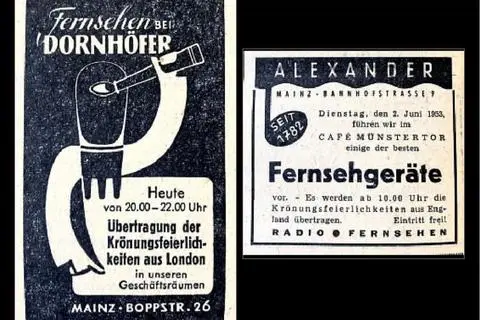 Fernsehen BEI
DORNHÖFER
Heute
von 20.00–22.00 Uhr
Übertragung der
Krönungsfeierlich-
keiten aus London
in unseren
Geschäftsräumen
MAINZ · BOPPSTR. 26
ALEXANDER
MAINZ - BAHNHOFSTRASSE 9
SEIT
1782
Dienstag, den 2. Juni 1953,
führen wir im
CAFÉ MÜNSTERTOR
einige der besten
Fernsehgeräte
vor. - Es werden ab 10.00 Uhr die
Krönungsfeierlichkeiten aus Eng-
land übertragen. Eintritt frei!
RADIO ● FERNSEHEN